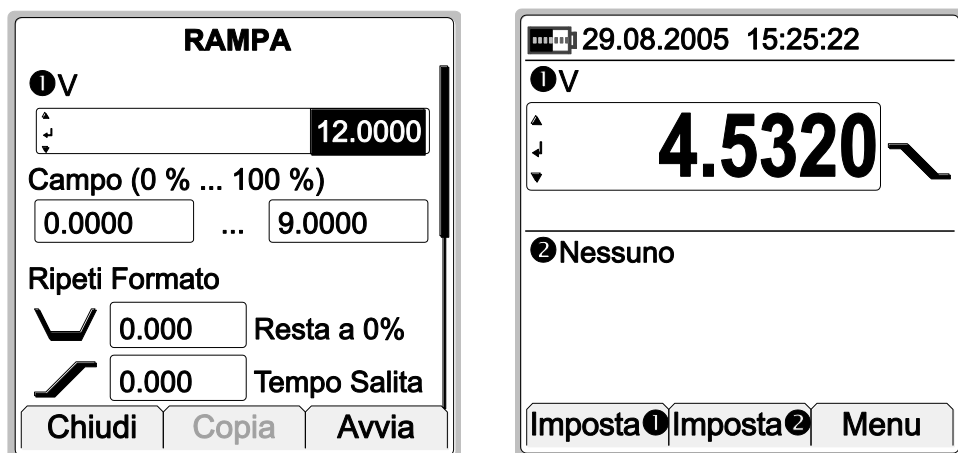 RAMPA
❶V
12.0000
Campo (0 % ... 100 %)
0.0000 ... 9.0000
Ripeti Formato
0.000 Resta a 0%
0.000 Tempo Salita
Chiudi Copia Avvia
29.08.2005 15:25:22
❶V
4.5320
❷Nessuno
Imposta❶ Imposta❷ Menu